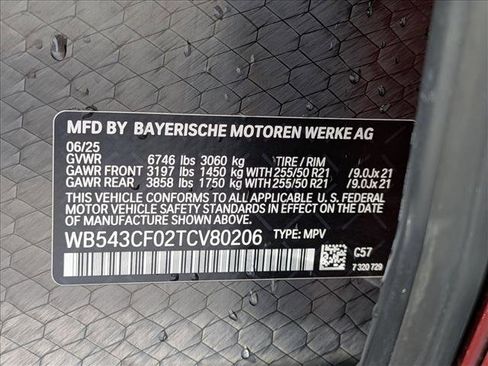 MFD BY BAYERISCHE MOTOREN WERKE AG
06/25
GVWR 6746 lbs 3060 kg TIRE / RIM
GAWR FRONT 3197 lbs 1450 kg WITH 255/50 R21 /9.0Jx21
GAWR REAR 3858 lbs 1750 kg WITH 255/50 R21 /9.0Jx21
THIS VEHICLE CONFORMS TO ALL APPLICABLE U.S. FEDERAL
MOTOR VEHICLE SAFETY STANDARDS IN EFFECT ON THE DATE
OF MANUFACTURE SHOWN ABOVE.
WB543CF02TCV80206 TYPE: MPV
C57
7 320 729